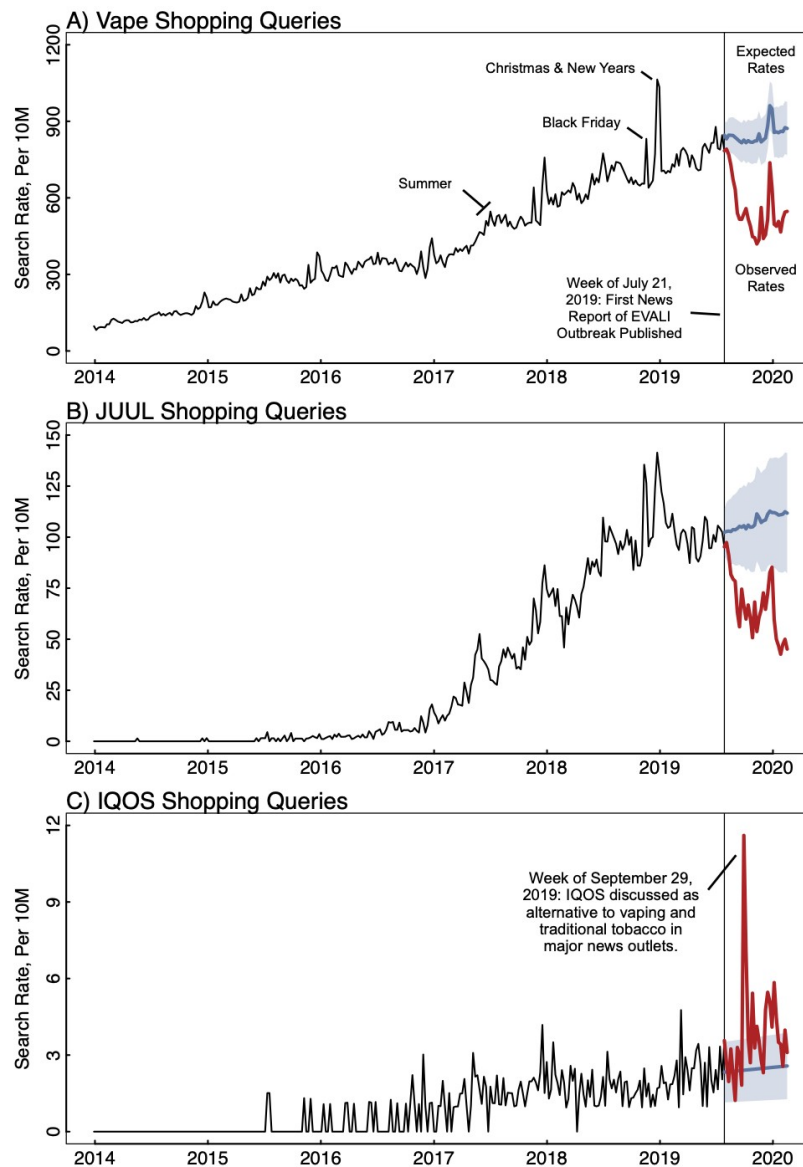 A) Vape Shopping Queries
Search Rate, Per 10M
1200
900
600
300
0
Christmas & New Years
Black Friday
Summer
Expected
Rates
Observed
Rates
Week of July 21,
2019: First News
Report of EVALI
Outbreak Published
2014 2015 2016 2017 2018 2019 2020
B) JUUL Shopping Queries
Search Rate, Per 10M
150
125
100
75
50
25
0
2014 2015 2016 2017 2018 2019 2020
C) IQOS Shopping Queries
Search Rate, Per 10M
12
9
6
3
0
Week of September 29,
2019: IQOS discussed as
alternative to vaping and
traditional tobacco in
major news outlets.
2014 2015 2016 2017 2018 2019 2020